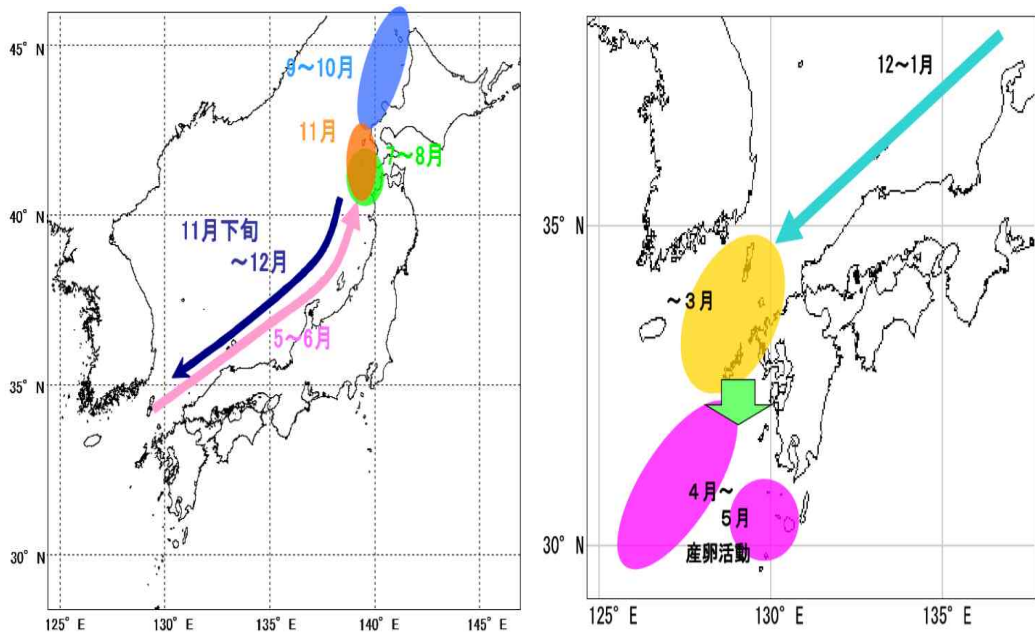 45° N
40° N
35° N
30° N
125° E
130° E
135° E
140° E
145° E
9～10月
11月
7～8月
11月下旬
～12月
5～6月
35° N
30° N
125° E
130° E
135° E
12～1月
～3月
4月～
5月
産卵活動